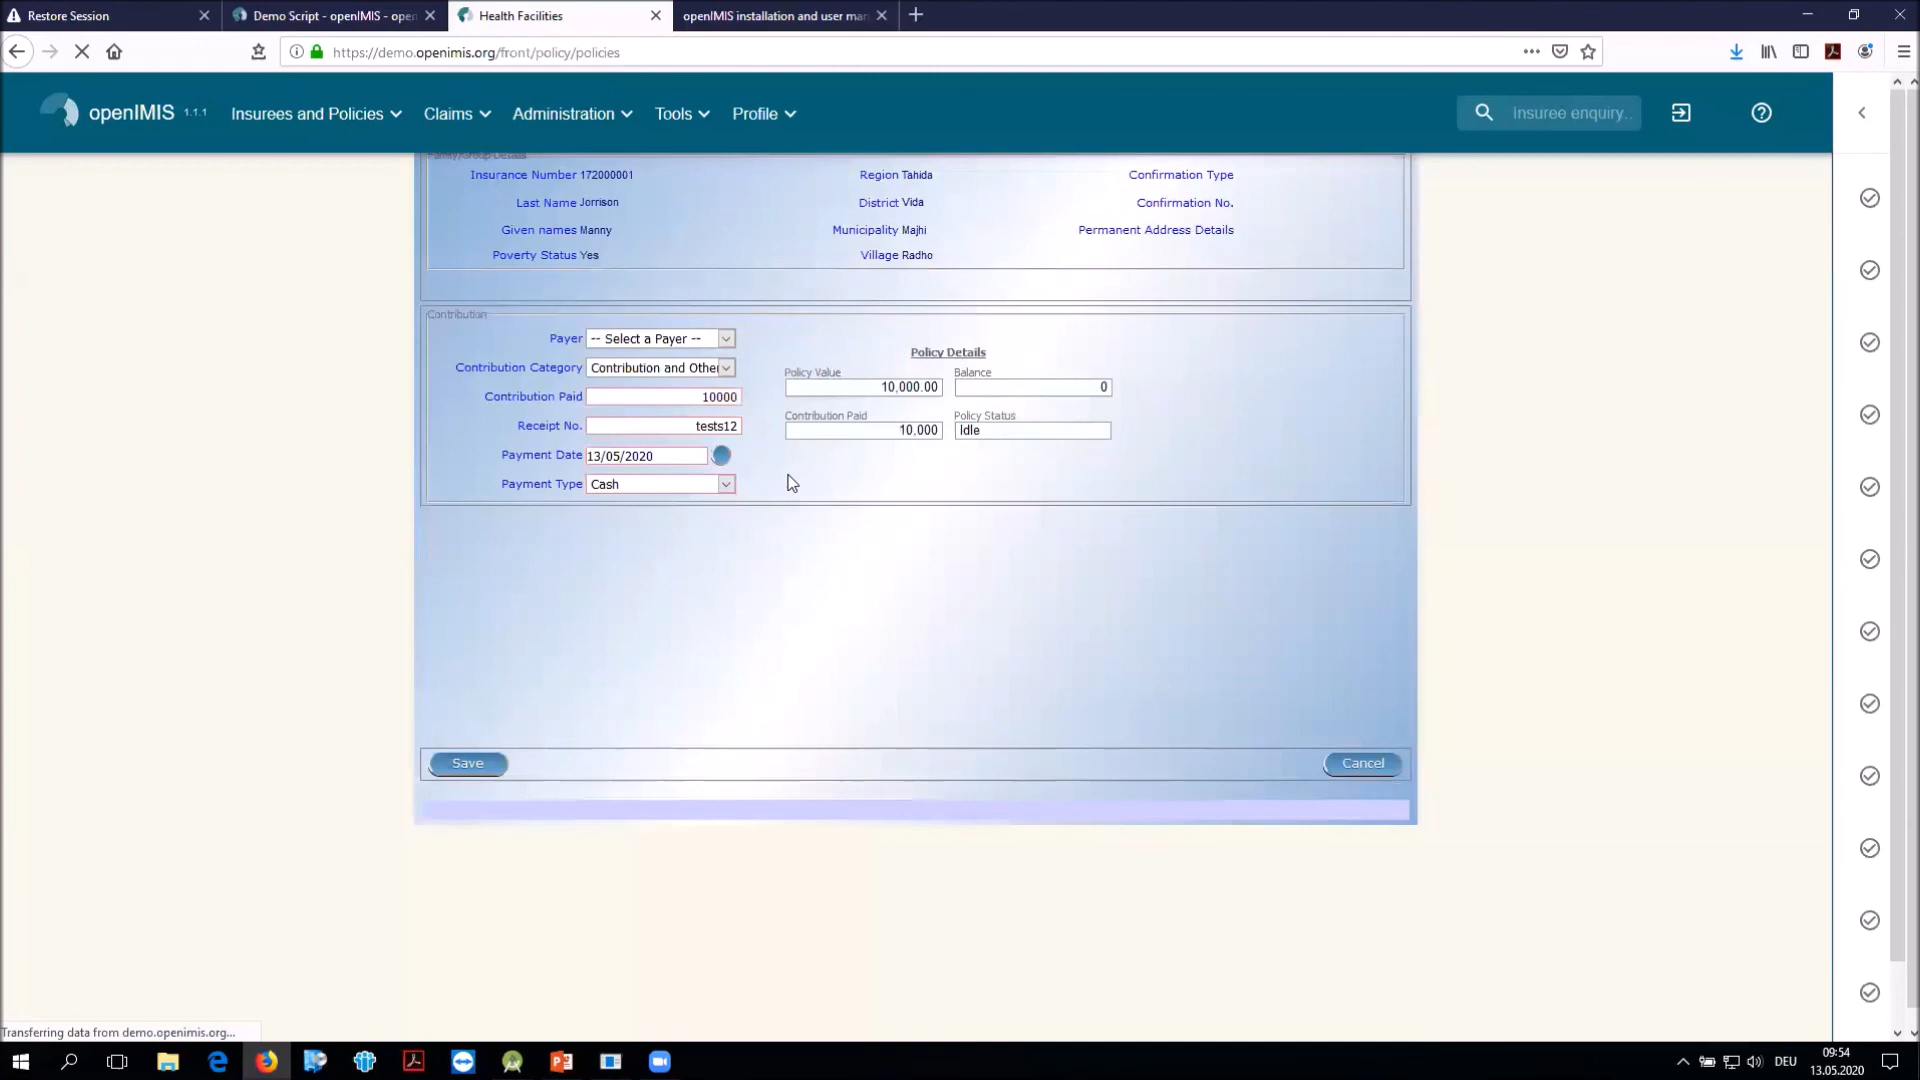 Restore Session
Demo Script - openIMIS - open
Health Facilities
openIMIS installation and user man
https://demo.openimis.org/front/policy/policies
openIMIS 1.1.1 Insurees and Policies Claims Administration Tools Profile Insuree enquiry..
Family/Group Details
Insurance Number 172000001 Region Tahida Confirmation Type
Last Name Jorrison District Vida Confirmation No.
Given names Manny Municipality Majhi Permanent Address Details
Poverty Status Yes Village Radho
Contribution
Payer -- Select a Payer --
Policy Details
Contribution Category Contribution and Other
Policy Value Balance
10,000.00 0
Contribution Paid 10000
Contribution Paid Policy Status
10,000 Idle
Receipt No. tests12
Payment Date 13/05/2020
Payment Type Cash
Save Cancel
Transferring data from demo.openimis.org...
DEU
09:54
13.05.2020